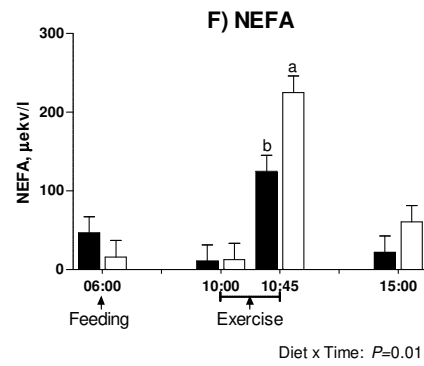 F) NEFA
300
200
100
0
NEFA, µekv/l
b
a
06:00 10:00 10:45 15:00
Feeding Exercise
Diet x Time: P=0.01